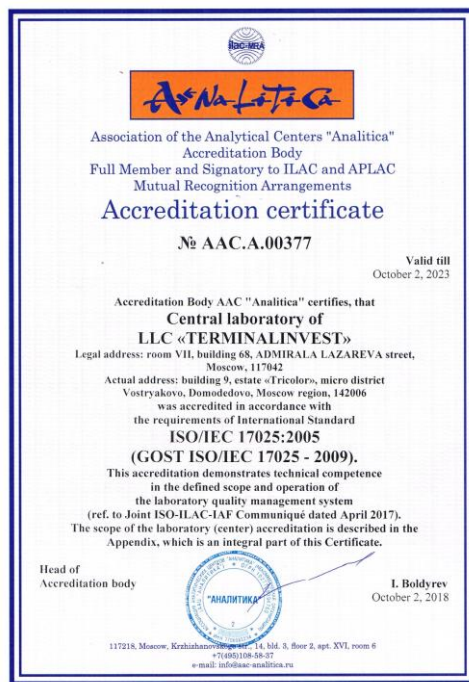 ilac-MRA
AsNaLiTiCa
Association of the Analytical Centers "Analitica"
Accreditation Body
Full Member and Signatory to ILAC and APLAC
Mutual Recognition Arrangements
Accreditation certificate
№ AAC.A.00377
Valid till
October 2, 2023
Accreditation Body AAC "Analitica" certifies, that
Central laboratory of
LLC «TERMINALINVEST»
Legal address: room VII, building 68, ADMIRALA LAZAREVA street,
Moscow, 117042
Actual address: building 9, estate «Tricolor», micro district
Vostryakovo, Domodedovo, Moscow region, 142006
was accredited in accordance with
the requirements of International Standard
ISO/IEC 17025:2005
(GOST ISO/IEC 17025 - 2009).
This accreditation demonstrates technical competence
in the defined scope and operation of
the laboratory quality management system
(ref. to Joint ISO-ILAC-IAF Communiqué dated April 2017).
The scope of the laboratory (center) accreditation is described in the
Appendix, which is an integral part of this Certificate.
Head of
Accreditation body
"АНАЛИТИКА"
I. Boldyrev
October 2, 2018
117218, Moscow, Krzhizhanovskogo str., 14, bld. 3, floor 2, apt. XVI, room 6
+7(495)108-58-37
e-mail: info@aac-analitica.ru